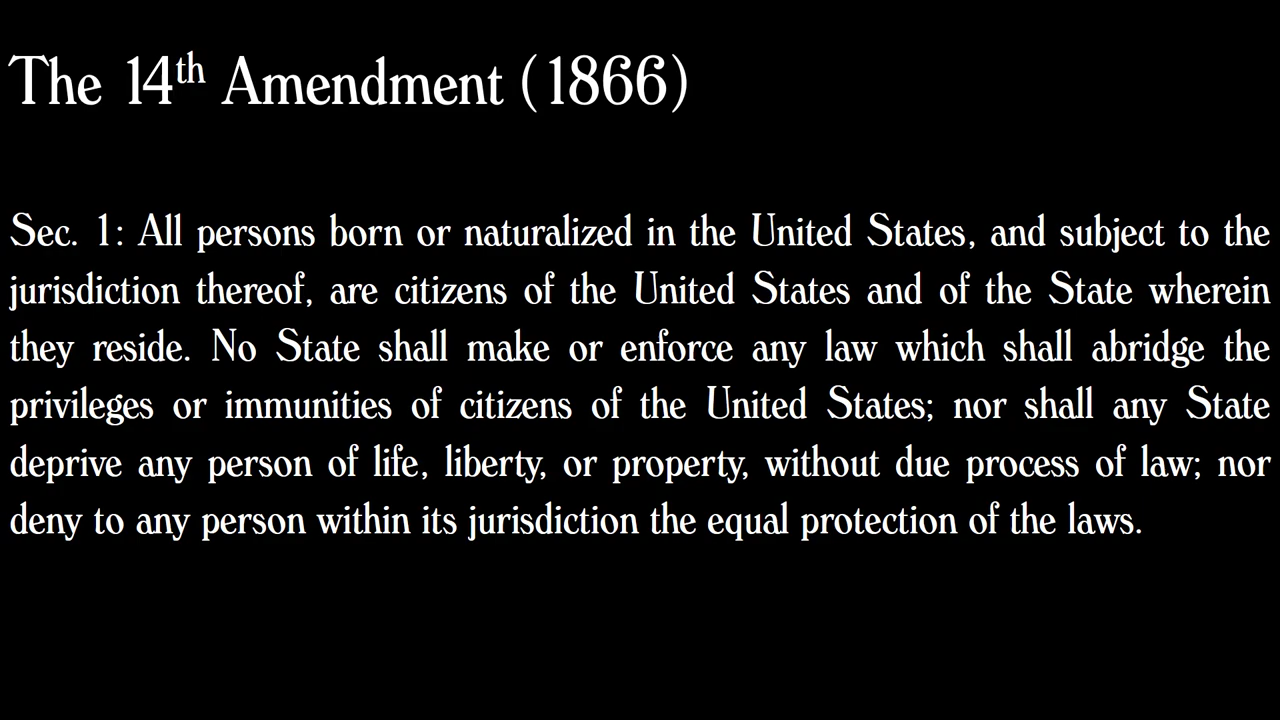 The 14th Amendment (1866)
Sec. 1: All persons born or naturalized in the United States, and subject to the
jurisdiction thereof, are citizens of the United States and of the State wherein
they reside. No State shall make or enforce any law which shall abridge the
privileges or immunities of citizens of the United States; nor shall any State
deprive any person of life, liberty, or property, without due process of law; nor
deny to any person within its jurisdiction the equal protection of the laws.